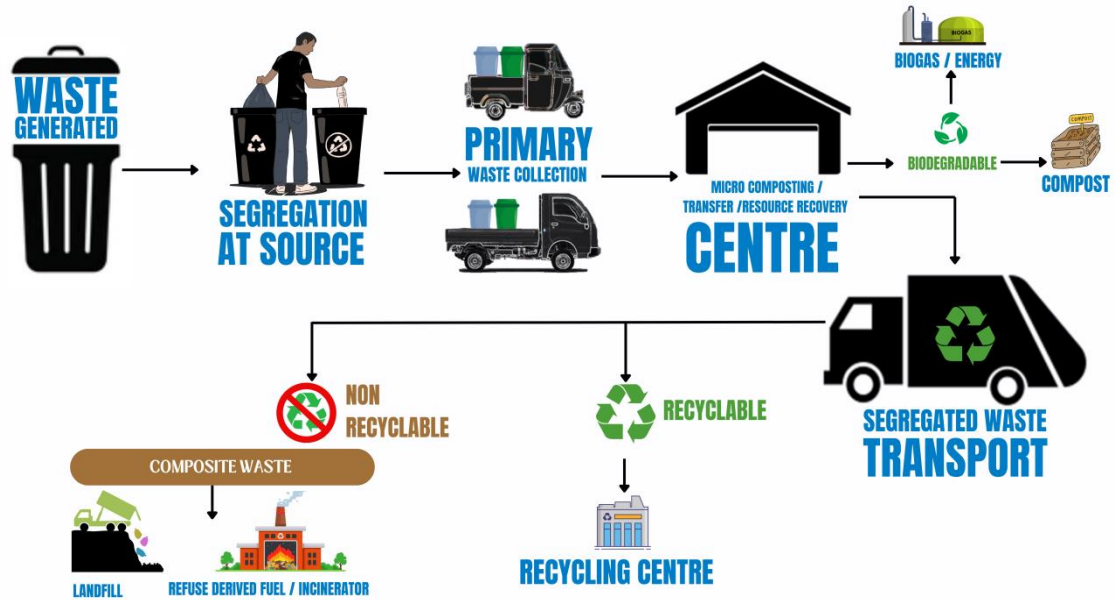 WASTE
GENERATED
SEGREGATION
AT SOURCE
PRIMARY
WASTE COLLECTION
MICRO COMPOSTING /
TRANSFER /RESOURCE RECOVERY
CENTRE
BIOGAS
BIOGAS / ENERGY
BIODEGRADABLE
COMPOST
COMPOST
SEGREGATED WASTE
TRANSPORT
NON
RECYCLABLE
RECYCLABLE
COMPOSITE WASTE
LANDFILL
REFUSE DERIVED FUEL / INCINERATOR
RECYCLING CENTRE